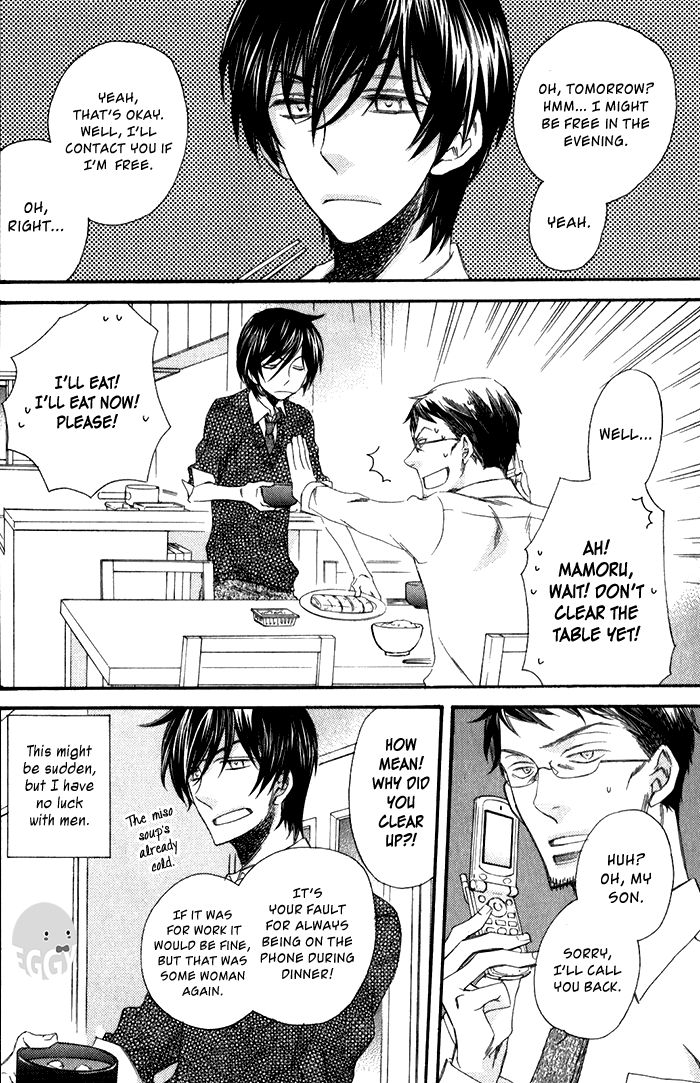 OH, TOMORROW?
HMM... I MIGHT
BE FREE IN THE
EVENING.
YEAH.
YEAH,
THAT'S OKAY.
WELL, I'LL
CONTACT YOU IF
I'M FREE.
OH,
RIGHT...
WELL...
AH!
MAMORU,
WAIT! DON'T
CLEAR THE
TABLE YET!
I'LL EAT!
I'LL EAT NOW!
PLEASE!
HUH?
OH, MY
SON.
SORRY,
I'LL CALL
YOU BACK.
HOW
MEAN!
WHY DID
YOU
CLEAR
UP?!
IT'S
YOUR FAULT
FOR ALWAYS
BEING ON THE
PHONE DURING
DINNER!
IF IT WAS
FOR WORK IT
WOULD BE FINE,
BUT THAT WAS
SOME WOMAN
AGAIN.
The miso
soup's
already
cold.
This might
be sudden,
but I have
no luck
with men.
EGGY